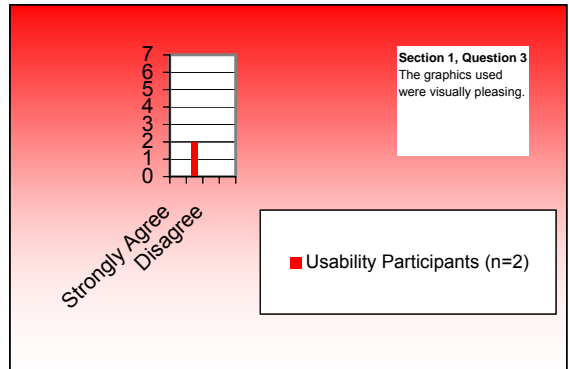 7
6
5
4
3
2
1
0
Strongly Agree
Disagree
Section 1, Question 3
The graphics used
were visually pleasing.
Usability Participants (n=2)